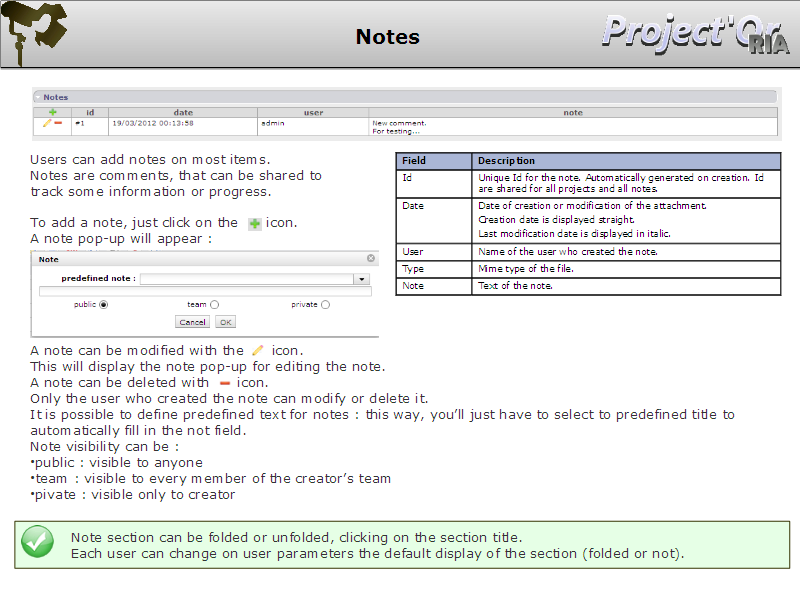 Notes
Project'Or
RIA
Notes
id date user note
#1 19/03/2012 00:13:58 admin New comment.
For testing...
Users can add notes on most items.
Notes are comments, that can be shared to
track some information or progress.
To add a note, just click on the icon.
A note pop-up will appear :
Note
predefined note :
public team private
Cancel OK
Field Description
Id Unique Id for the note. Automatically generated on creation. Id
are shared for all projects and all notes.
Date Date of creation or modification of the attachment.
Creation date is displayed straight.
Last modification date is displayed in italic.
User Name of the user who created the note.
Type Mime type of the file.
Note Text of the note.
A note can be modified with the icon.
This will display the note pop-up for editing the note.
A note can be deleted with icon.
Only the user who created the note can modify or delete it.
It is possible to define predefined text for notes : this way, you’ll just have to select to predefined title to
automatically fill in the not field.
Note visibility can be :
•public : visible to anyone
•team : visible to every member of the creator’s team
•pivate : visible only to creator
Note section can be folded or unfolded, clicking on the section title.
Each user can change on user parameters the default display of the section (folded or not).